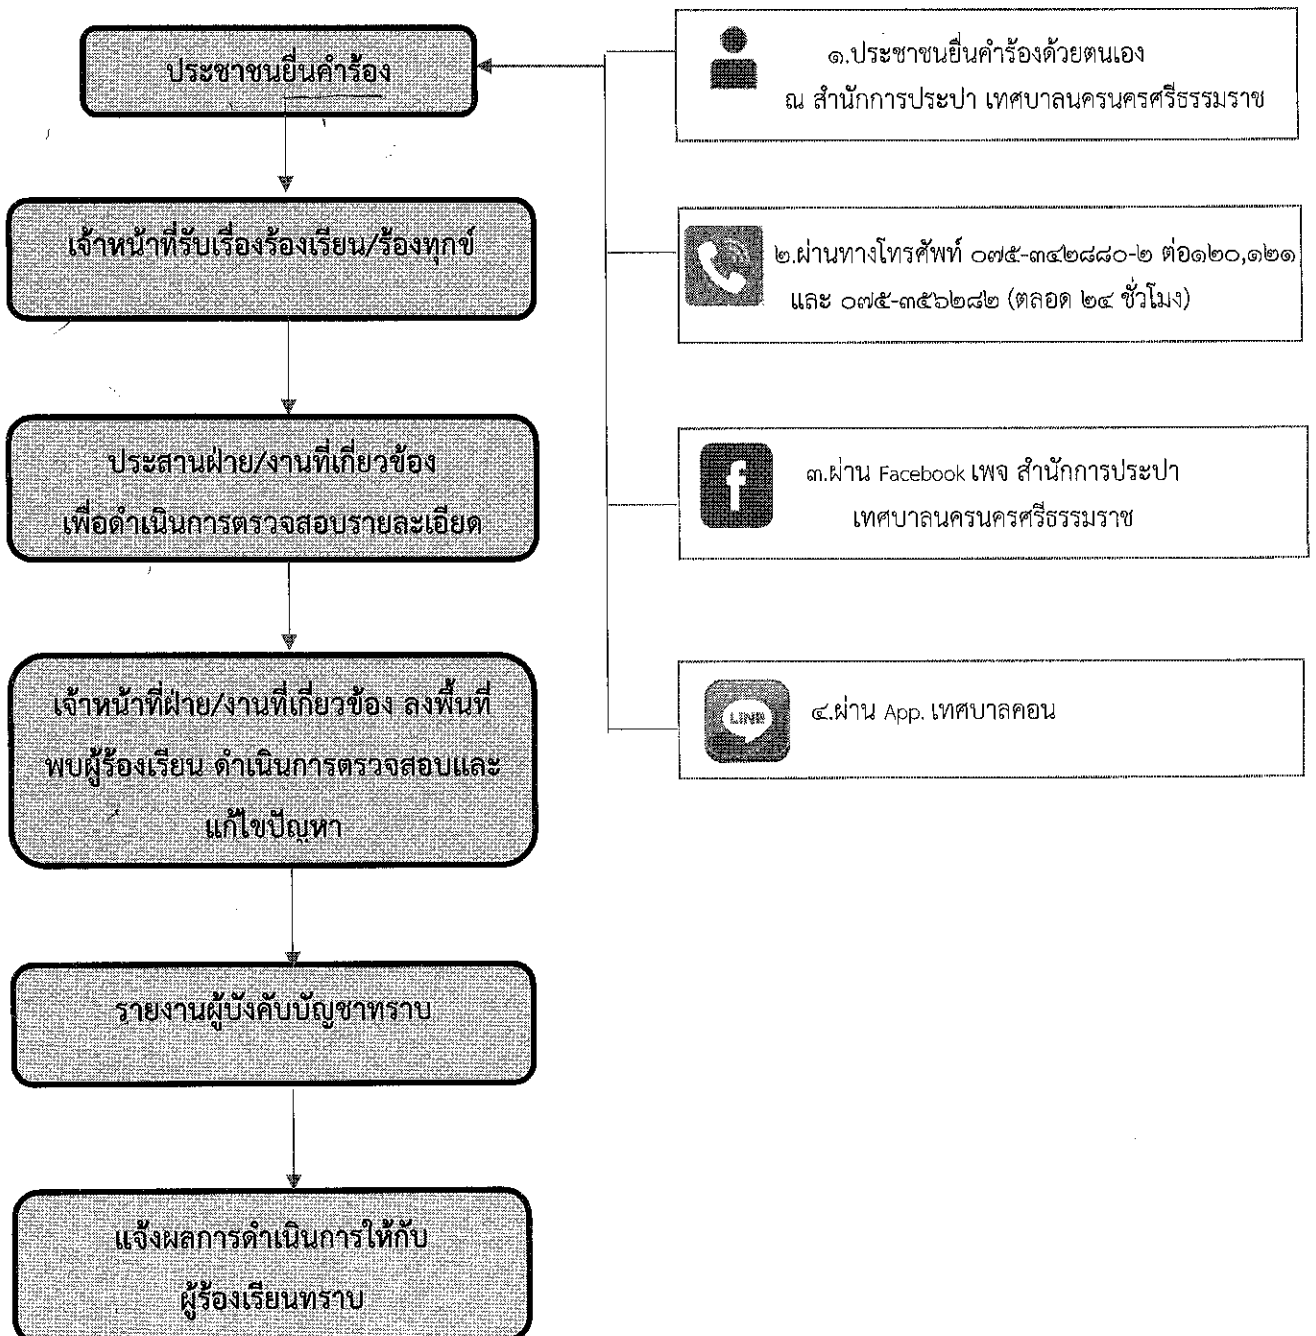 ประชาชนยื่นคำร้อง
เจ้าหน้าที่รับเรื่องร้องเรียน/ร้องทุกข์
ประสานฝ่าย/งานที่เกี่ยวข้อง
เพื่อดำเนินการตรวจสอบรายละเอียด
เจ้าหน้าที่ฝ่าย/งานที่เกี่ยวข้อง ลงพื้นที่
พบผู้ร้องเรียน ดำเนินการตรวจสอบและ
แก้ไขปัญหา
รายงานผู้บังคับบัญชาทราบ
แจ้งผลการดำเนินการให้กับ
ผู้ร้องเรียนทราบ
๑.ประชาชนยื่นคำร้องด้วยตนเอง
ณ สำนักการประปา เทศบาลนครนครศรีธรรมราช
๒.ผ่านทางโทรศัพท์ ๐๗๕-๓๔๒๘๘๐-๒ ต่อ๑๒๐,๑๒๑
และ ๐๗๕-๓๕๖๒๘๒ (ตลอด ๒๔ ชั่วโมง)
๓.ผ่าน Facebook เพจ สำนักการประปา
เทศบาลนครนครศรีธรรมราช
LINE
๔.ผ่าน App. เทศบาลคอน